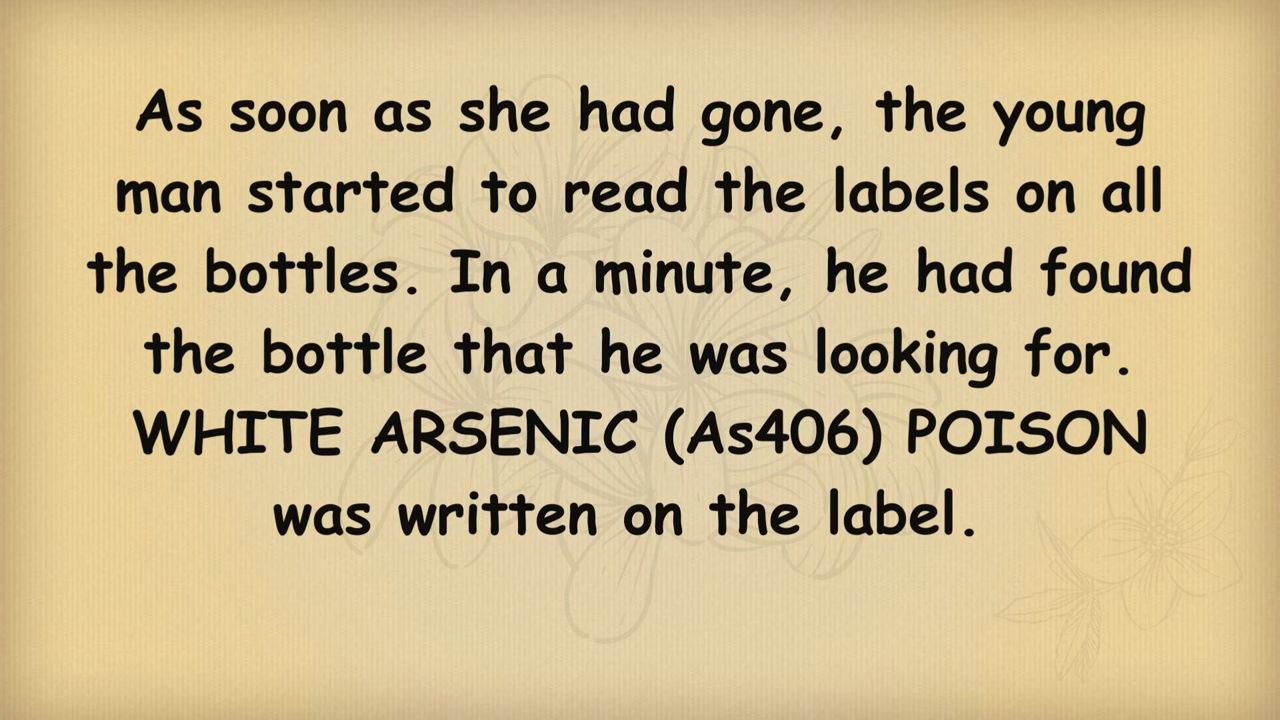 As soon as she had gone, the young
man started to read the labels on all
the bottles. In a minute, he had found
the bottle that he was looking for.
WHITE ARSENIC (As406) POISON
was written on the label.